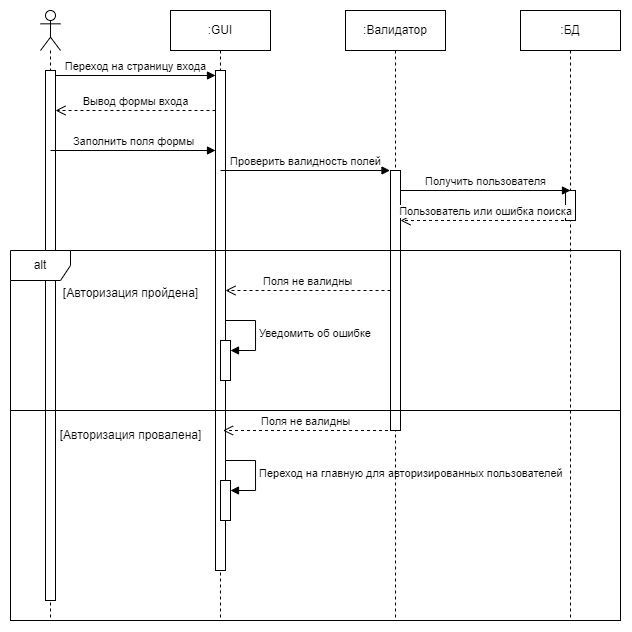 :GUI
:Валидатор
:БД
Переход на страницу входа
Вывод формы входа
Заполнить поля формы
Проверить валидность полей
Получить пользователя
Пользователь или ошибка поиска
alt
[Авторизация пройдена]
Поля не валидны
Уведомить об ошибке
[Авторизация провалена]
Поля не валидны
Переход на главную для авторизированных пользователей